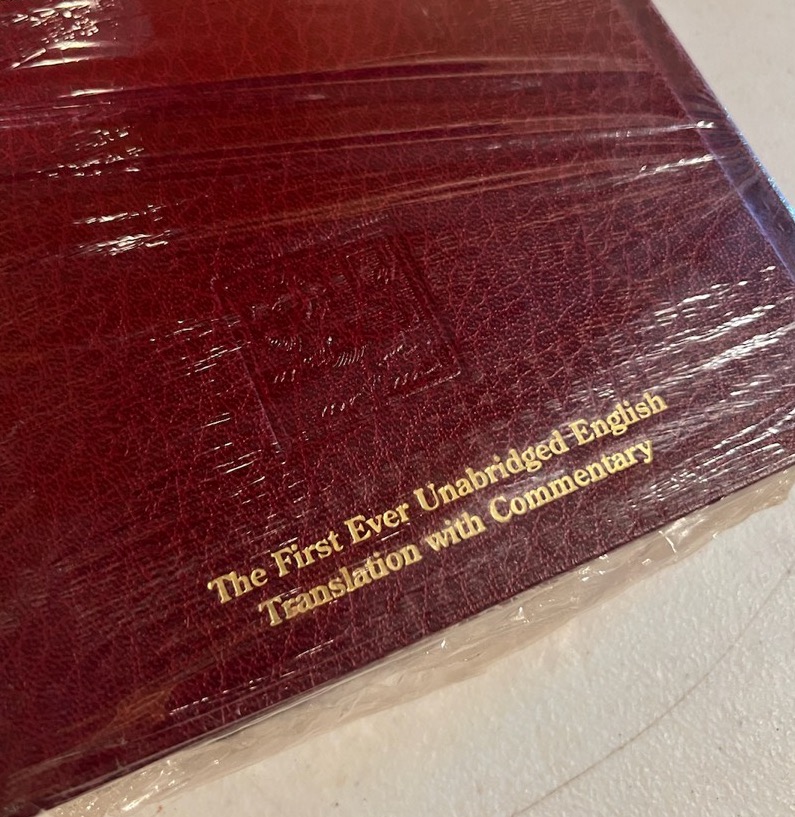 The First Ever Unabridged English
Translation with Commentary